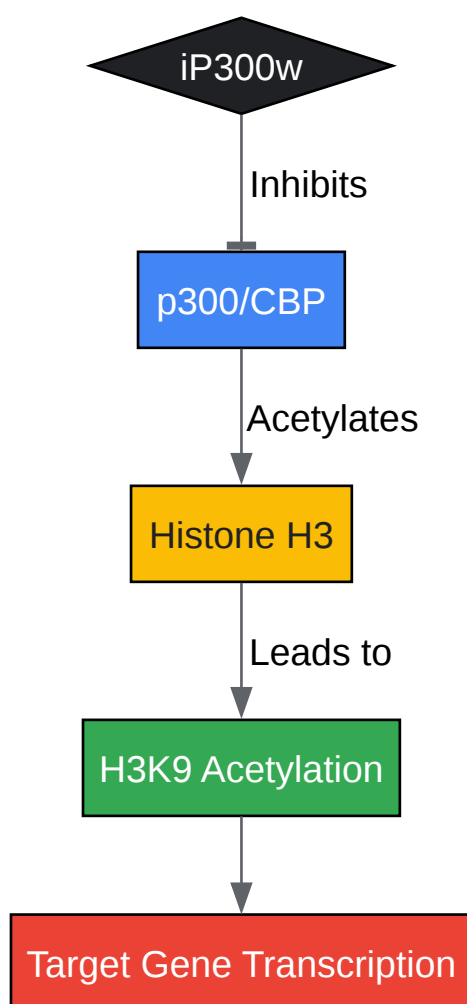 iP300w
Inhibits
p300/CBP
Acetylates
Histone H3
Leads to
H3K9 Acetylation
Target Gene Transcription